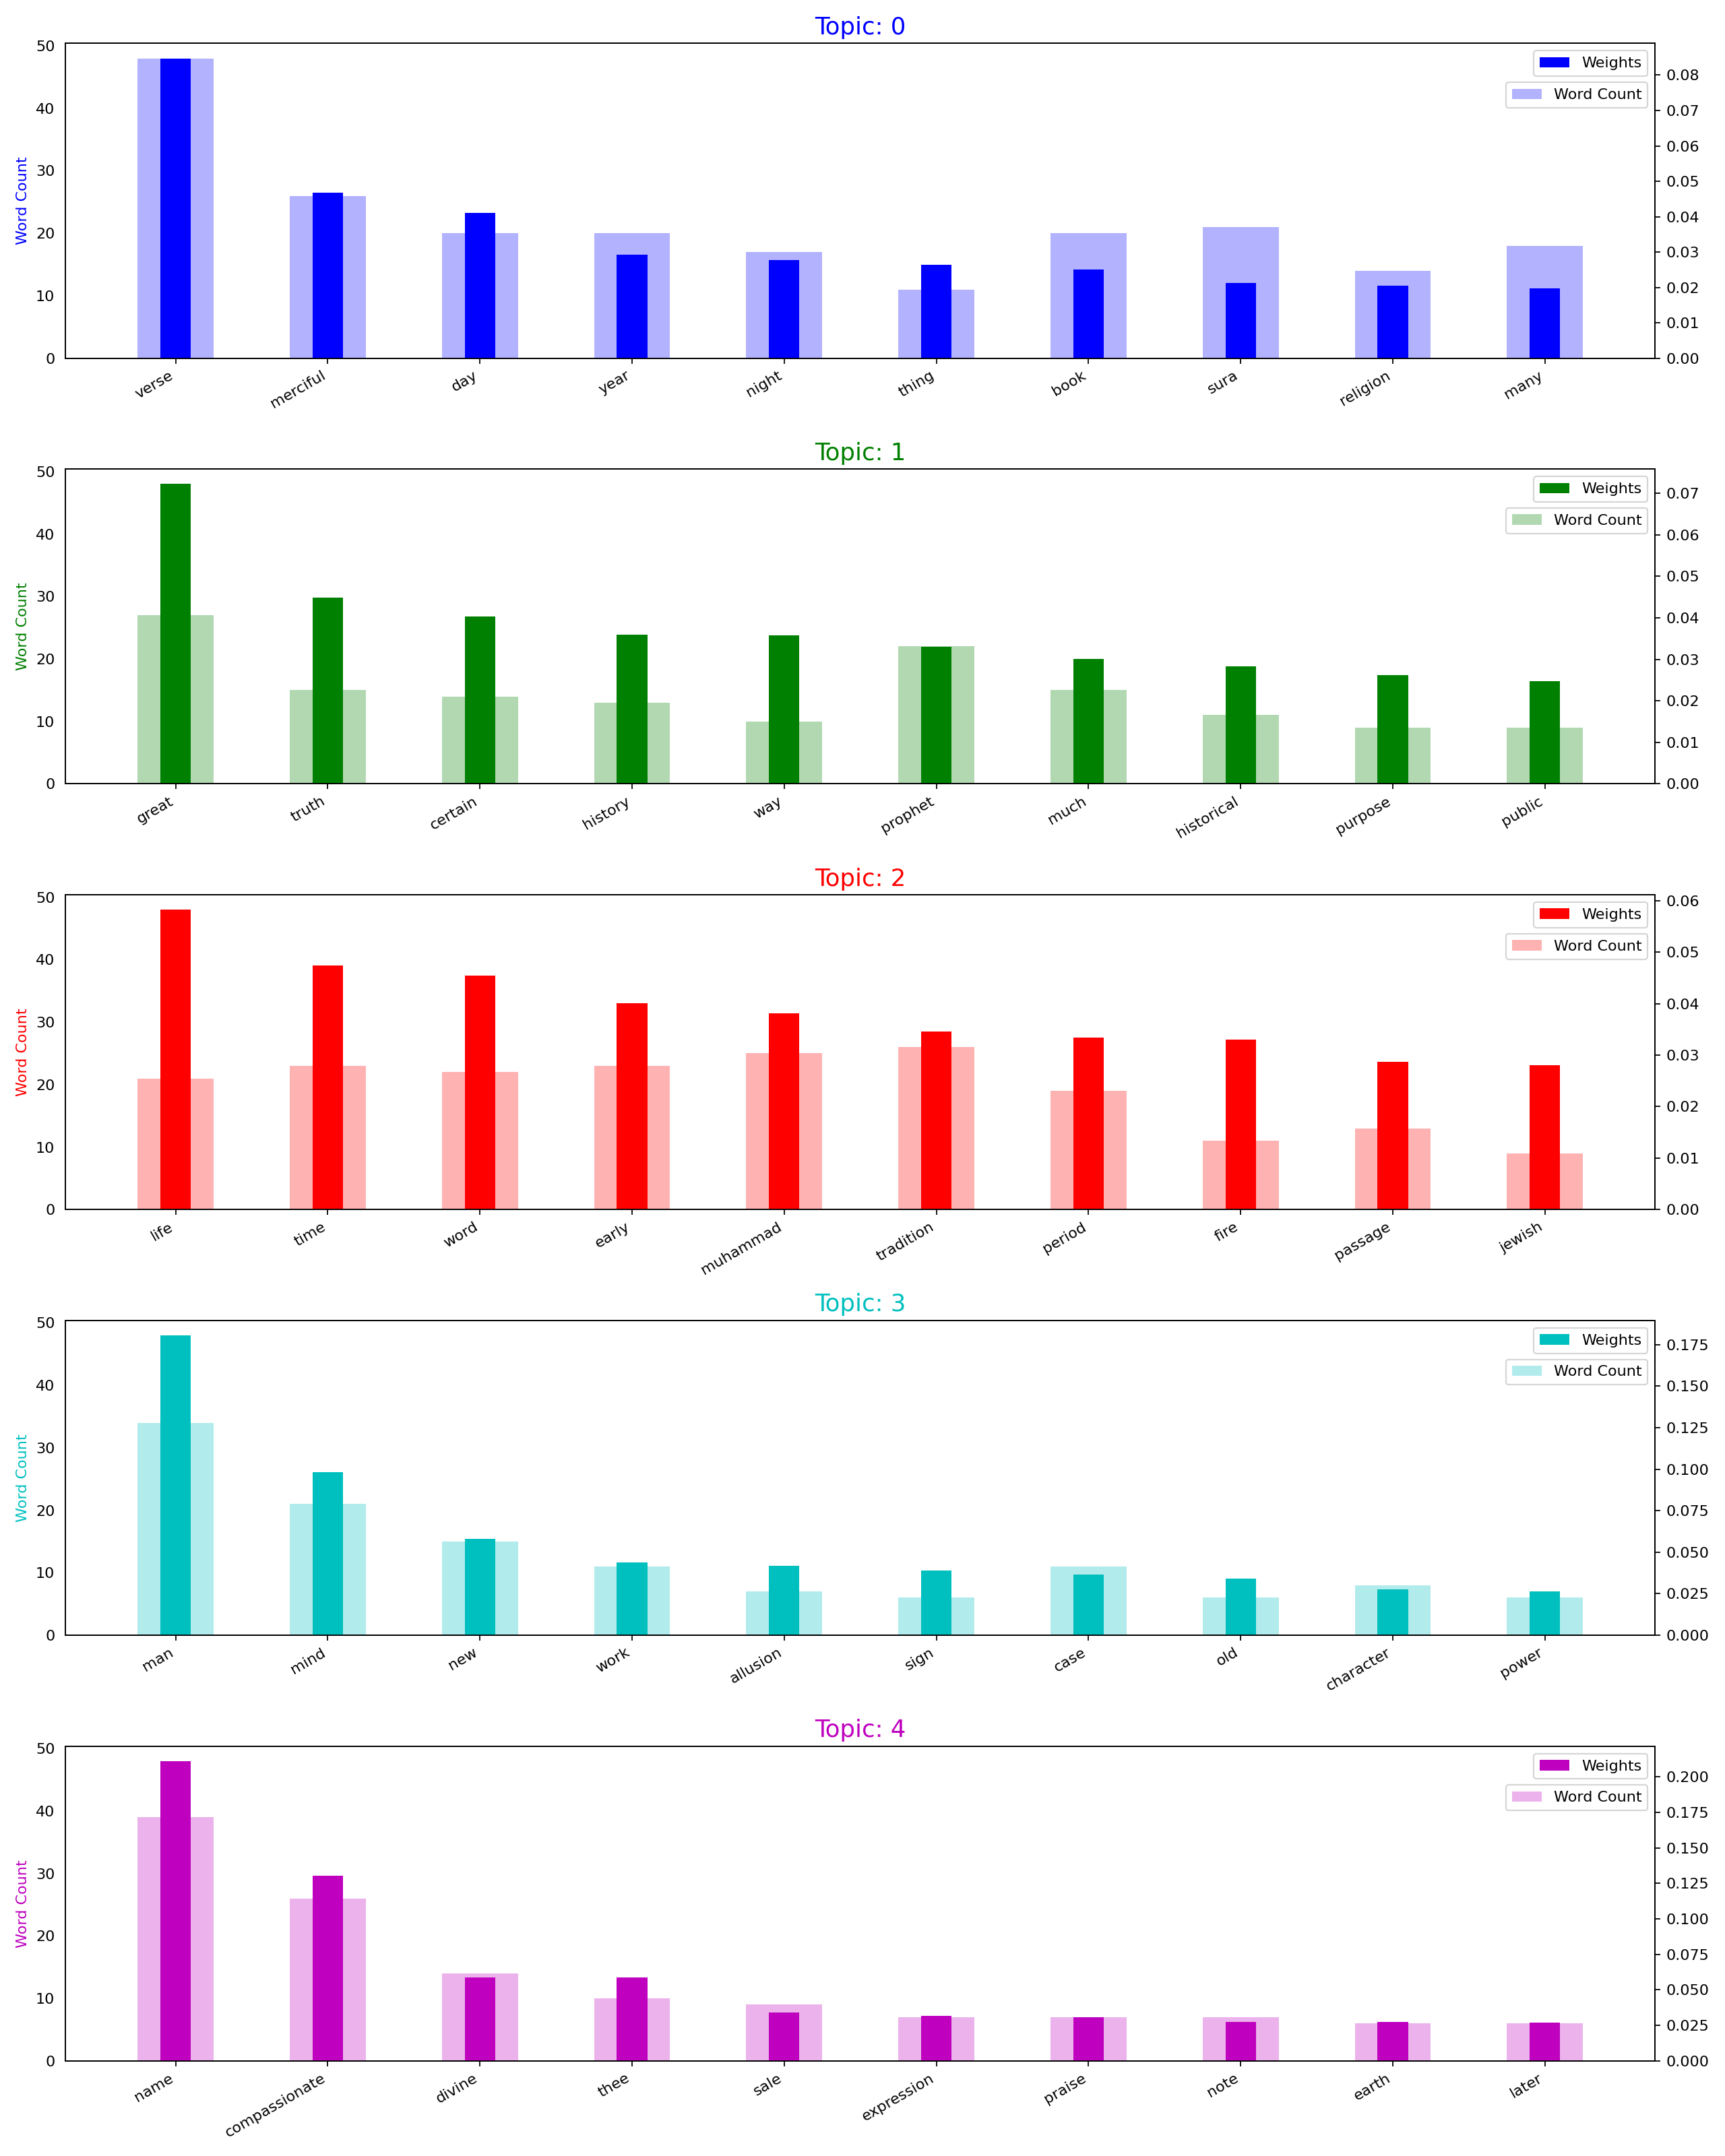 Topic: 0
Weights
Word Count
Word Count
50
40
30
20
10
0
0.08
0.07
0.06
0.05
0.04
0.03
0.02
0.01
0.00
verse merciful day year night thing book sura religion many
Topic: 1
Weights
Word Count
Word Count
50
40
30
20
10
0
0.07
0.06
0.05
0.04
0.03
0.02
0.01
0.00
great truth certain history way prophet much historical purpose public
Topic: 2
Weights
Word Count
Word Count
50
40
30
20
10
0
0.06
0.05
0.04
0.03
0.02
0.01
0.00
life time word early muhammad tradition period fire passage jewish
Topic: 3
Weights
Word Count
Word Count
50
40
30
20
10
0
0.175
0.150
0.125
0.100
0.075
0.050
0.025
0.000
man mind new work allusion sign case old character power
Topic: 4
Weights
Word Count
Word Count
50
40
30
20
10
0
0.200
0.175
0.150
0.125
0.100
0.075
0.050
0.025
0.000
name compassionate divine thee sale expression praise note earth later